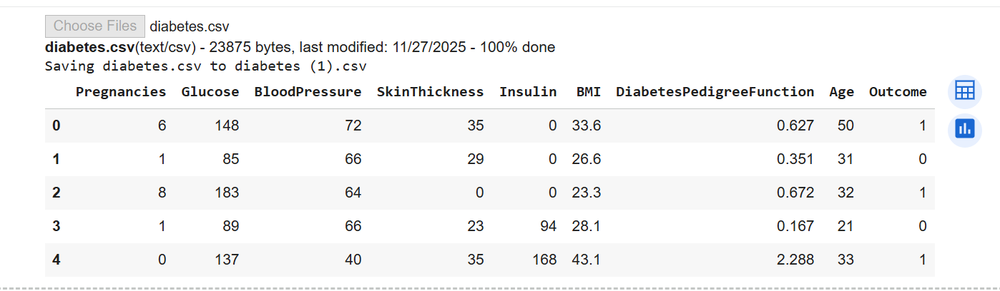 Choose Files diabetes.csv
diabetes.csv(text/csv) - 23875 bytes, last modified: 11/27/2025 - 100% done
Saving diabetes.csv to diabetes (1).csv
Pregnancies Glucose BloodPressure SkinThickness Insulin BMI DiabetesPedigreeFunction Age Outcome
0 6 148 72 35 0 33.6 0.627 50 1
1 1 85 66 29 0 26.6 0.351 31 0
2 8 183 64 0 0 23.3 0.672 32 1
3 1 89 66 23 94 28.1 0.167 21 0
4 0 137 40 35 168 43.1 2.288 33 1